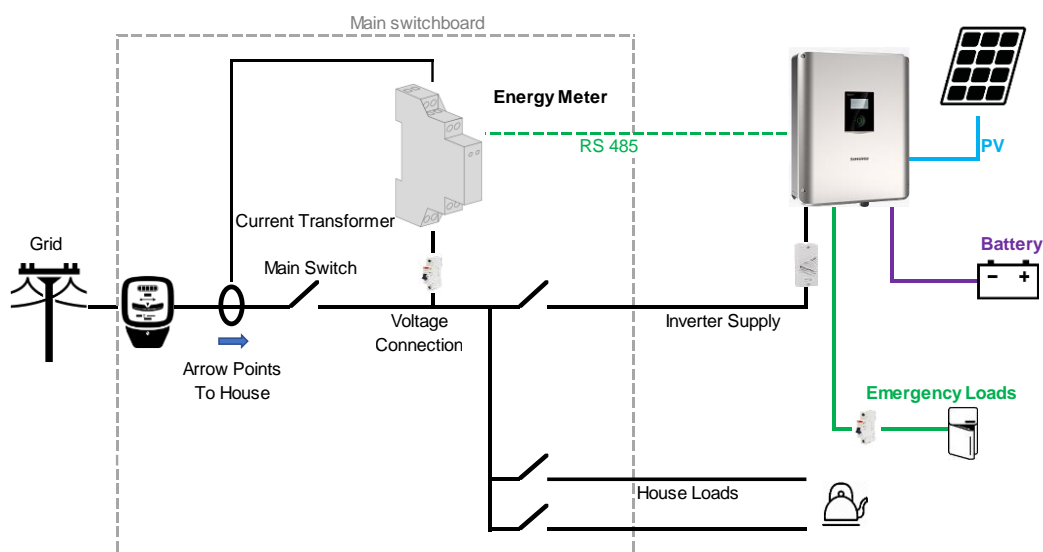 Main switchboard
Energy Meter
RS 485
PV
Current Transformer
Grid
Main Switch
Battery
Voltage
Connection
Inverter Supply
Arrow Points
To House
Emergency Loads
House Loads